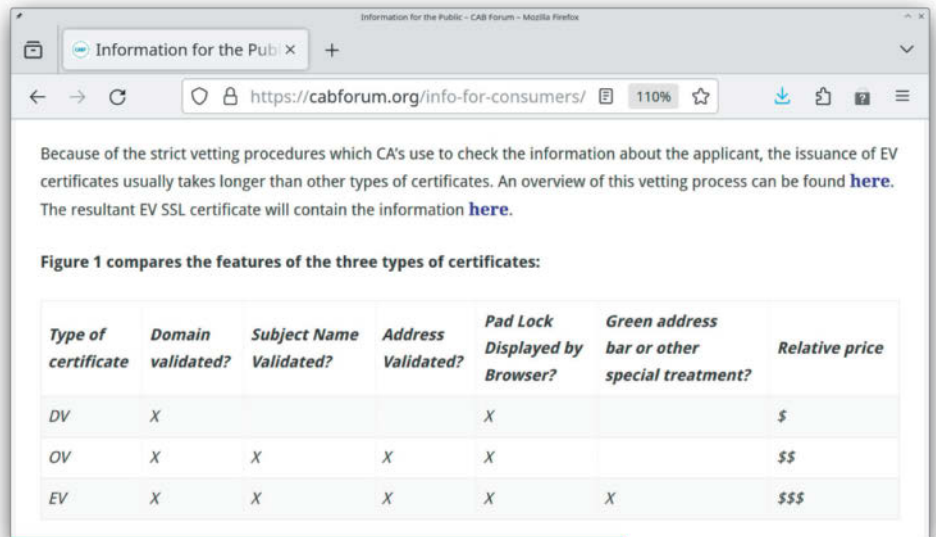 Information for the Public – CAB Forum – Mozilla Firefox
Information for the Pub
https://cabforum.org/info-for-consumers/ 110%
Because of the strict vetting procedures which CA's use to check the information about the applicant, the issuance of EV
certificates usually takes longer than other types of certificates. An overview of this vetting process can be found here.
The resultant EV SSL certificate will contain the information here.
Figure 1 compares the features of the three types of certificates:
Type of certificate Domain validated? Subject Name Validated? Address Validated? Pad Lock Displayed by Browser? Green address bar or other special treatment? Relative price
DV X X $
OV X X X X $$
EV X X X X X $$$